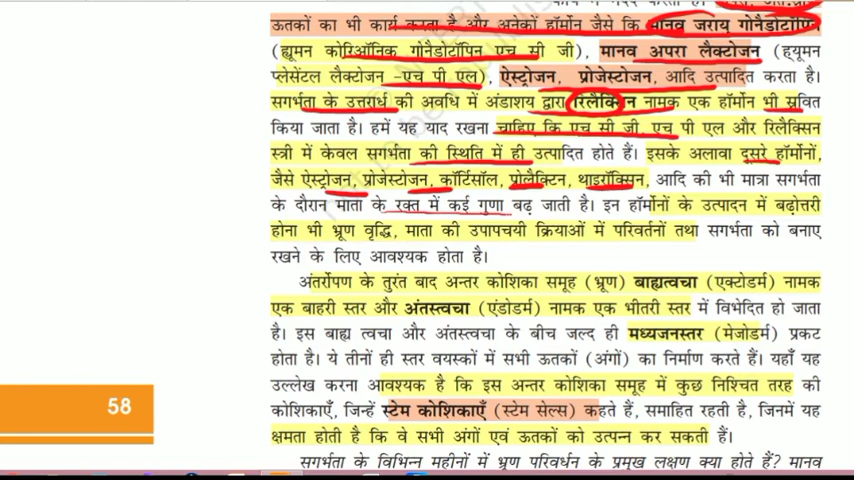 ऊतकों का भी कार्य करता है और अनेकों हॉर्मोन जैसे कि मानव जरायु गोनैडोट्रॉपिन
(ह्यूमन कोरिऑनिक गोनैडोटॉपिन एच सी जी), मानव अपरा लैक्टोजन (ह्यूमन
प्लेसेंटल लैक्टोजन –एच पी एल), ऐस्ट्रोजन, प्रोजेस्टोजन, आदि उत्पादित करता है।
सगर्भता के उत्तरार्ध की अवधि में अंडाशय द्वारा रिलैक्सिन नामक एक हॉर्मोन भी स्रवित
किया जाता है। हमें यह याद रखना चाहिए कि एच सी जी, एच पी एल और रिलैक्सिन
स्त्री में केवल सगर्भता की स्थिति में ही उत्पादित होते हैं। इसके अलावा दूसरे हॉर्मोनों,
जैसे ऐस्ट्रोजन, प्रोजेस्टोजन, कॉर्टिसॉल, प्रोलैक्टिन, थाइरॉक्सिन, आदि की भी मात्रा सगर्भता
के दौरान माता के रक्त में कई गुणा बढ़ जाती है। इन हॉर्मोनों के उत्पादन में बढ़ोत्तरी
होना भी भ्रूण वृद्धि, माता की उपापचयी क्रियाओं में परिवर्तनों तथा सगर्भता को बनाए
रखने के लिए आवश्यक होता है।
अंतर्रोपण के तुरंत बाद अन्तर कोशिका समूह (भ्रूण) बाह्यत्वचा (एक्टोडर्म) नामक
एक बाहरी स्तर और अंतस्त्वचा (एंडोडर्म) नामक एक भीतरी स्तर में विभेदित हो जाता
है। इस बाह्य त्वचा और अंतस्त्वचा के बीच जल्द ही मध्यजनस्तर (मेजोडर्म) प्रकट
होता है। ये तीनों ही स्तर वयस्कों में सभी ऊतकों (अंगों) का निर्माण करते हैं। यहाँ यह
उल्लेख करना आवश्यक है कि इस अन्तर कोशिका समूह में कुछ निश्चित तरह की
कोशिकाएँ, जिन्हें स्टेम कोशिकाएँ (स्टेम सेल्स) कहते हैं, समाहित रहती है, जिनमें यह
क्षमता होती है कि वे सभी अंगों एवं ऊतकों को उत्पन्न कर सकती हैं।
58
सगर्भता के विभिन्न महीनों में भ्रूण परिवर्धन के प्रमुख लक्षण क्या होते हैं? मानव